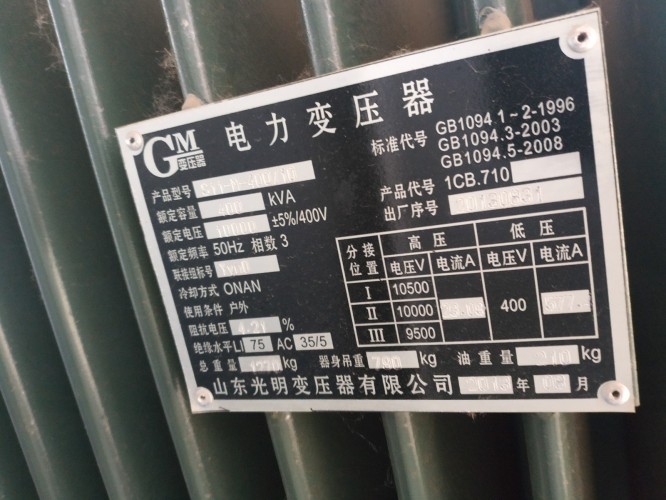 GM
变压器
电力变压器
标准代号
GB1094.1~2-1996
GB1094.3-2003
GB1094.5-2008
产品型号
产品代号 1CB.710
额定容量 kVA
出厂序号
额定电压 10000 ±5%/400V
额定频率 50Hz 相数 3
联接组标号
冷却方式 ONAN
使用条件 户外
阻抗电压 4.21 %
绝缘水平 LI 75 AC 35/5
分接位置 高压 低压
电压V 电流A 电压V 电流A
I 10500
II 10000 400
III 9500
总重量 kg 器身吊重 780 kg 油重量 kg
山东光明变压器有限公司 年 月